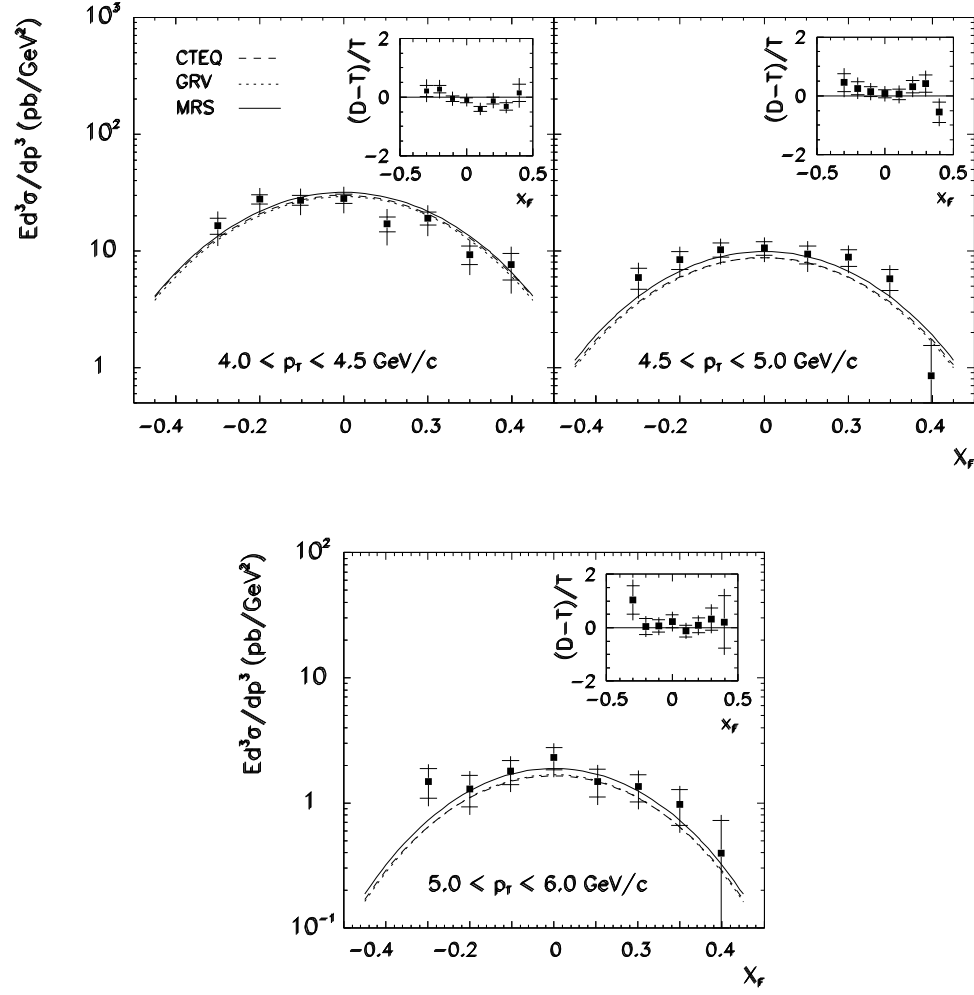 10³
Ed³σ/dp³ (pb/GeV²)
10²
10
1
CTEQ
GRV
MRS
(D−T)/T
2
0
−2
−0.5 0 0.5
x_F
4.0 < p_T < 4.5 GeV/c
−0.4 −0.2 0 0.3 0.4
(D−T)/T
2
0
−2
−0.5 0 0.5
x_F
4.5 < p_T < 5.0 GeV/c
−0.4 −0.2 0 0.3 0.4
X_F
10²
Ed³σ/dp³ (pb/GeV²)
10
1
10⁻¹
(D−T)/T
2
0
−2
−0.5 0 0.5
x_F
5.0 < p_T < 6.0 GeV/c
−0.4 −0.2 0 0.3 0.4
X_F